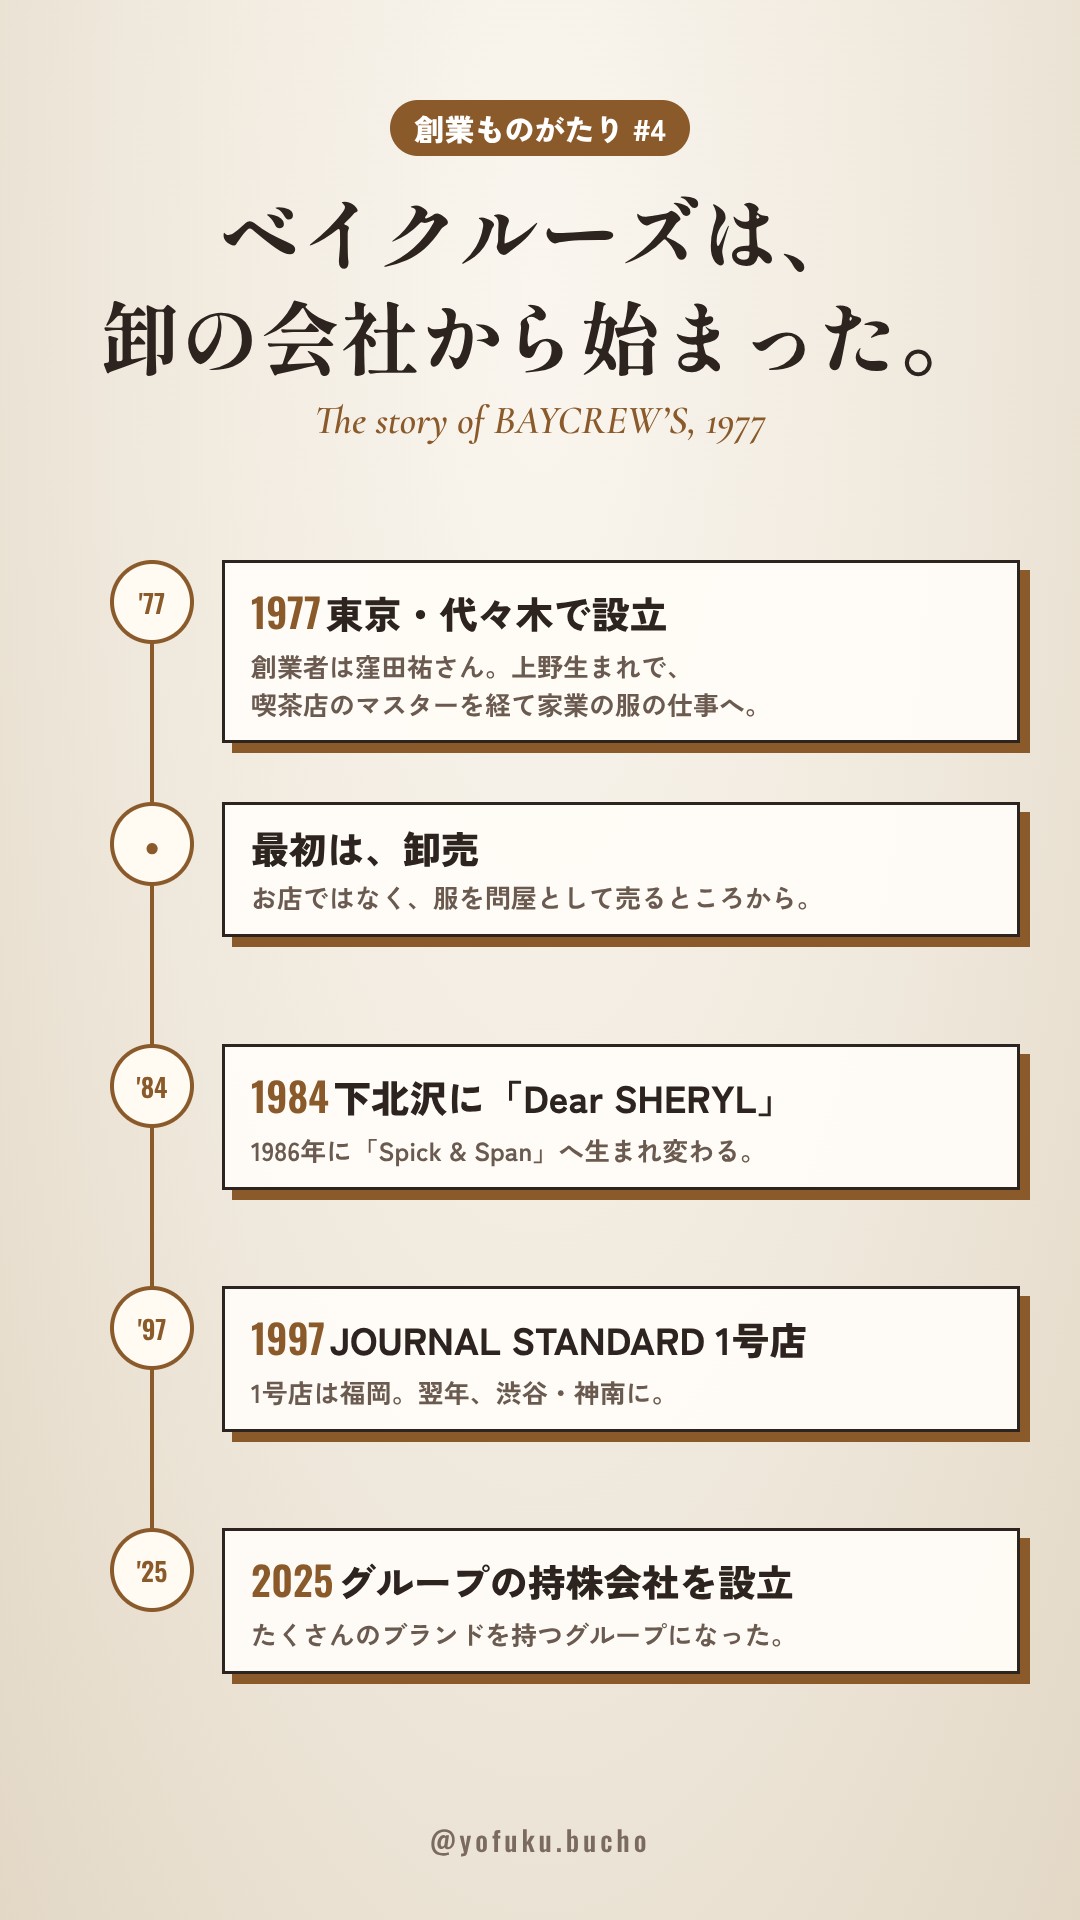 創業ものがたり #4
ベイクルーズは、
卸の会社から始まった。
The story of BAYCREW’S, 1977
'77
1977 東京・代々木で設立
創業者は窪田祐さん。上野生まれで、
喫茶店のマスターを経て家業の服の仕事へ。
●
最初は、卸売
お店ではなく、服を問屋として売るところから。
'84
1984 下北沢に「Dear SHERYL」
1986年に「Spick & Span」へ生まれ変わる。
'97
1997 JOURNAL STANDARD 1号店
1号店は福岡。翌年、渋谷・神南に。
'25
2025 グループの持株会社を設立
たくさんのブランドを持つグループになった。
@yofuku.bucho